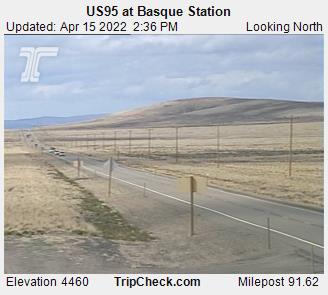 US95 at Basque Station
Updated: Apr 15 2022 2:36 PM Looking North
Elevation 4460 TripCheck.com Milepost 91.62